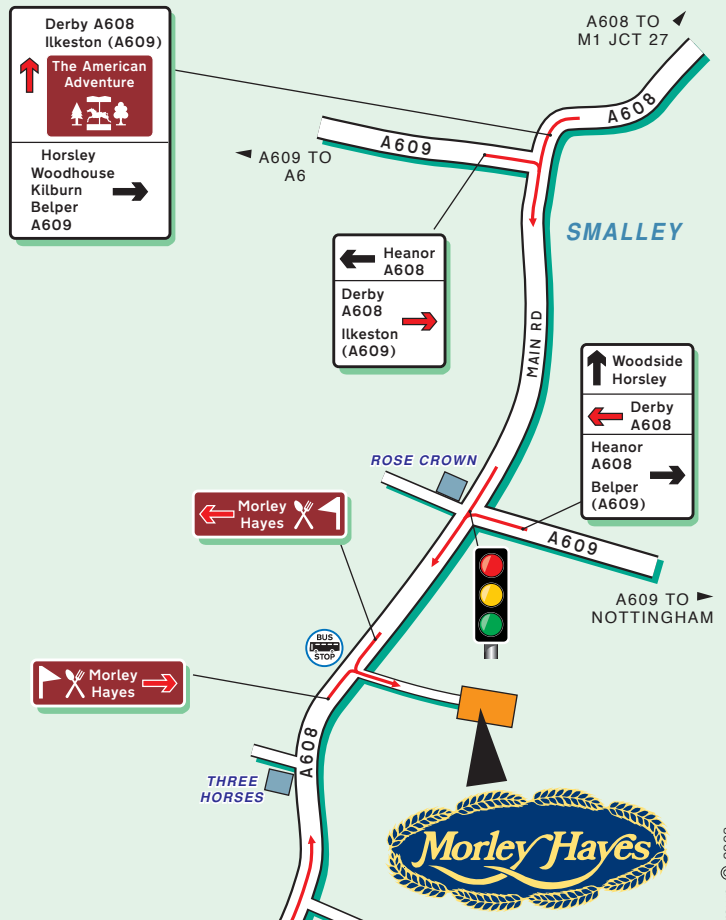 Derby A608
Ilkeston (A609)
The American
Adventure
Horsley
Woodhouse
Kilburn
Belper
A609
A608 TO
M1 JCT 27
A608
A609
A609 TO
A6
SMALLEY
Heanor
A608
Derby
A608
Ilkeston
(A609)
MAIN RD
Woodside
Horsley
Derby
A608
Heanor
A608
Belper
(A609)
ROSE CROWN
Morley
Hayes
A609
A609 TO
NOTTINGHAM
BUS
STOP
Morley
Hayes
A608
THREE
HORSES
Morley Hayes